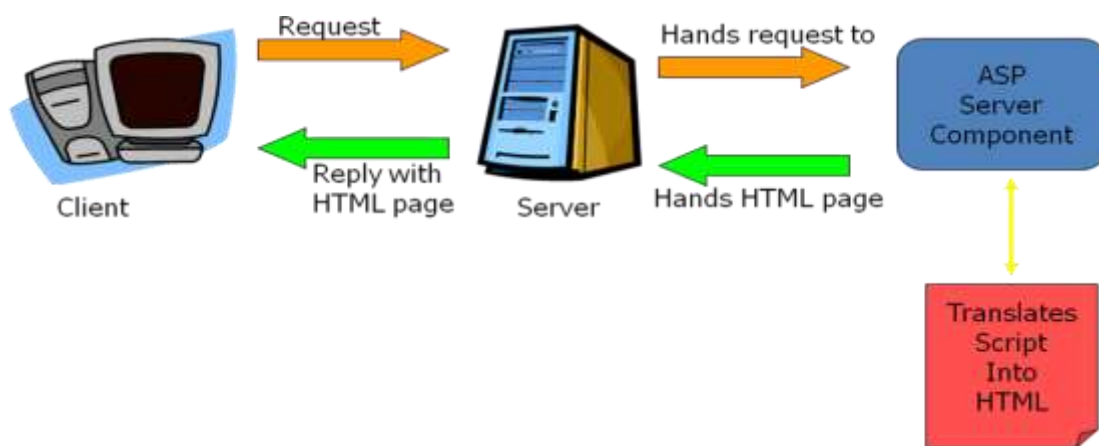 Request
Hands request to
ASP
Server
Component
Reply with
HTML page
Client
Server
Hands HTML page
Translates
Script
Into
HTML